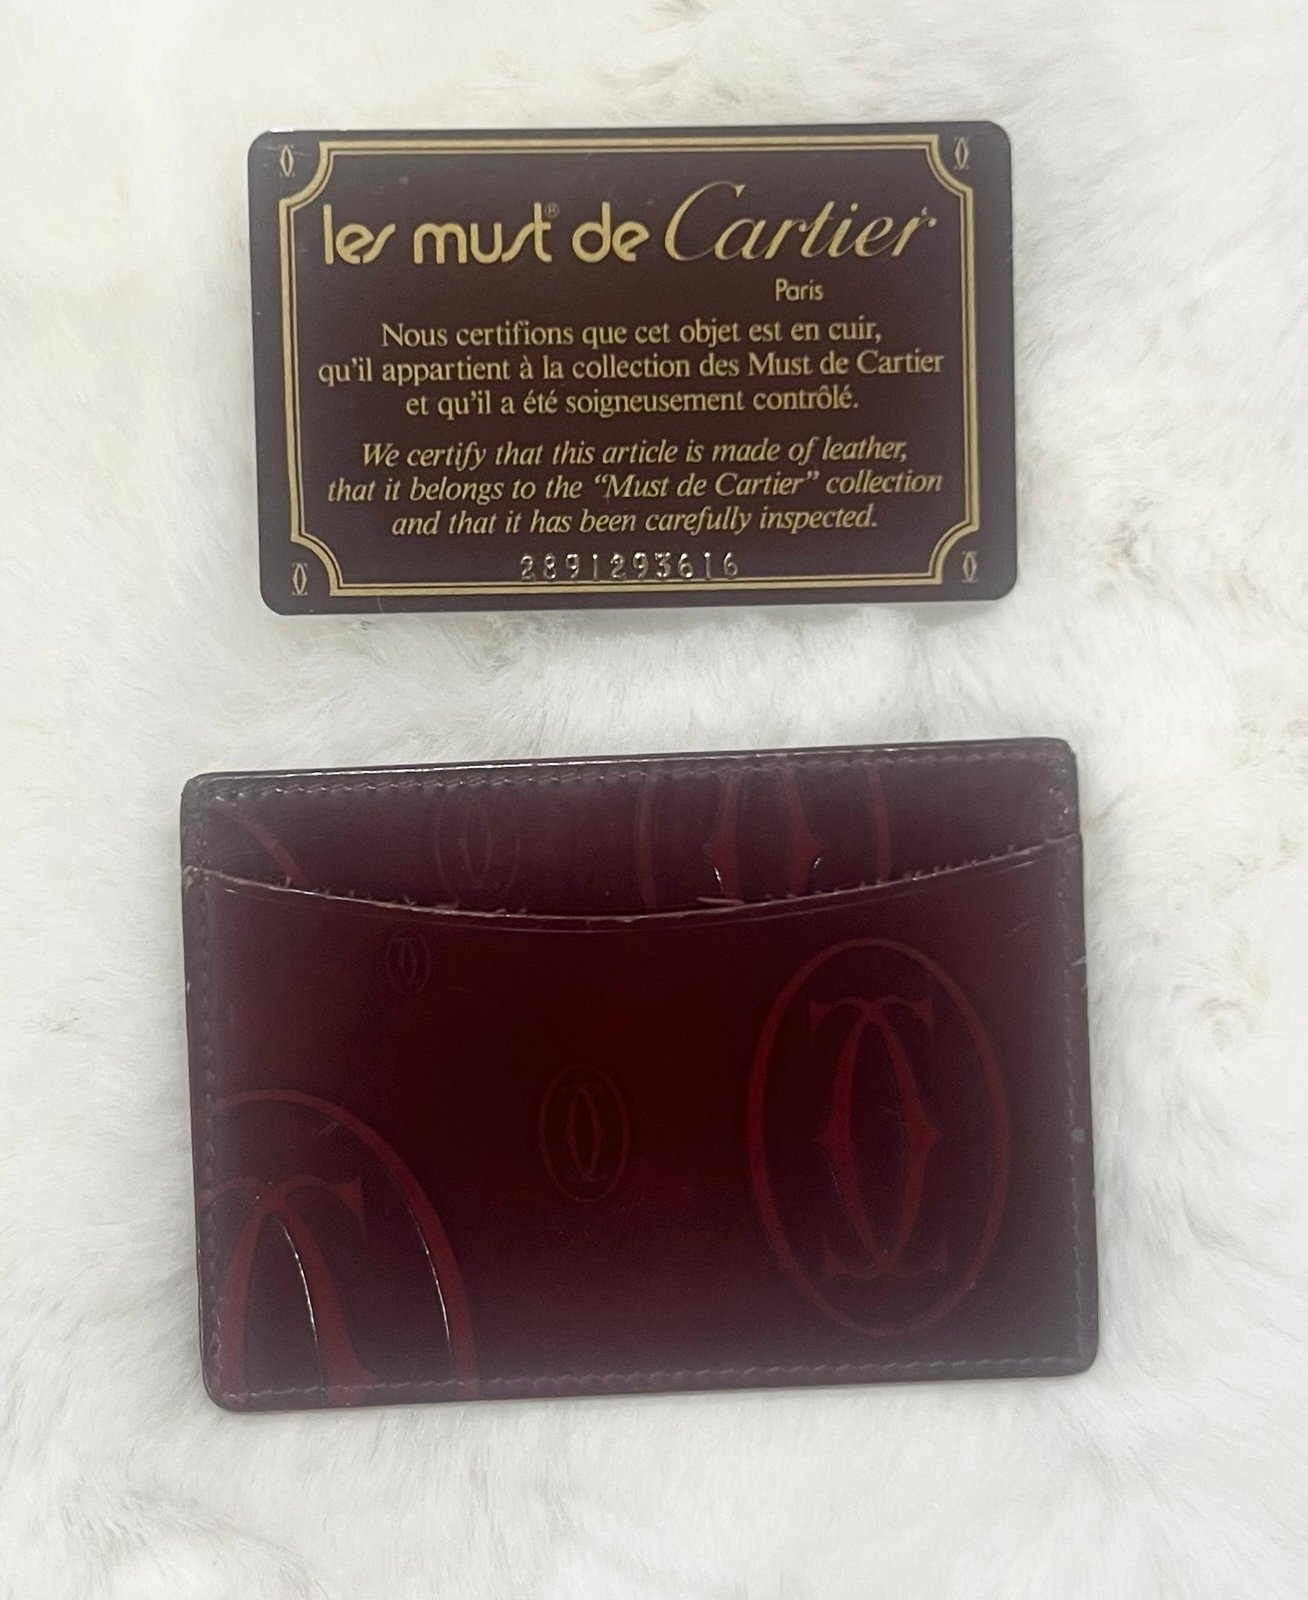 les must® de Cartier
Paris
Nous certifions que cet objet est en cuir,
qu'il appartient à la collection des Must de Cartier
et qu'il a été soigneusement contrôlé.
We certify that this article is made of leather,
that it belongs to the “Must de Cartier” collection
and that it has been carefully inspected.
2891293616